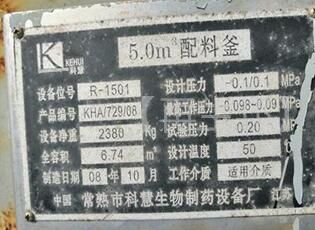 KEHUI
科慧
5.0m³配料釜
设备位号 R-1501 设计压力 -0.1/0.1 MPa
产品编号 KHA/729/08 最高工作压力 -0.098-0.09 MPa
设备净重 2380 Kg 试验压力 0.20 MPa
全容积 6.74 m³ 设计温度 50 ℃
制造日期 08年10月 工作介质 适用介质
中国 常熟市科慧生物制药设备厂 江苏